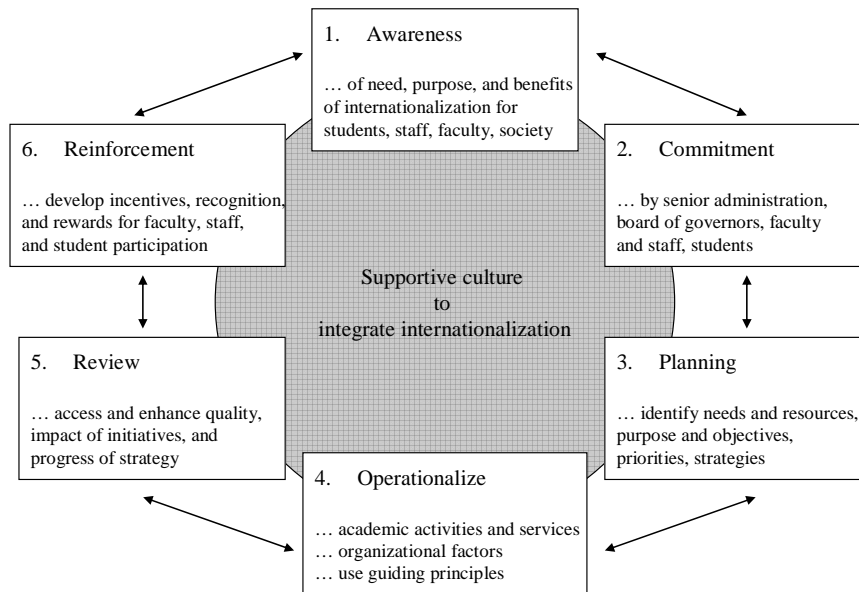 1. Awareness
… of need, purpose, and benefits
of internationalization for
students, staff, faculty, society
2. Commitment
… by senior administration,
board of governors, faculty
and staff, students
3. Planning
… identify needs and resources,
purpose and objectives,
priorities, strategies
4. Operationalize
… academic activities and services
… organizational factors
… use guiding principles
5. Review
… access and enhance quality,
impact of initiatives, and
progress of strategy
6. Reinforcement
… develop incentives, recognition,
and rewards for faculty, staff,
and student participation
Supportive culture
to
integrate internationalization